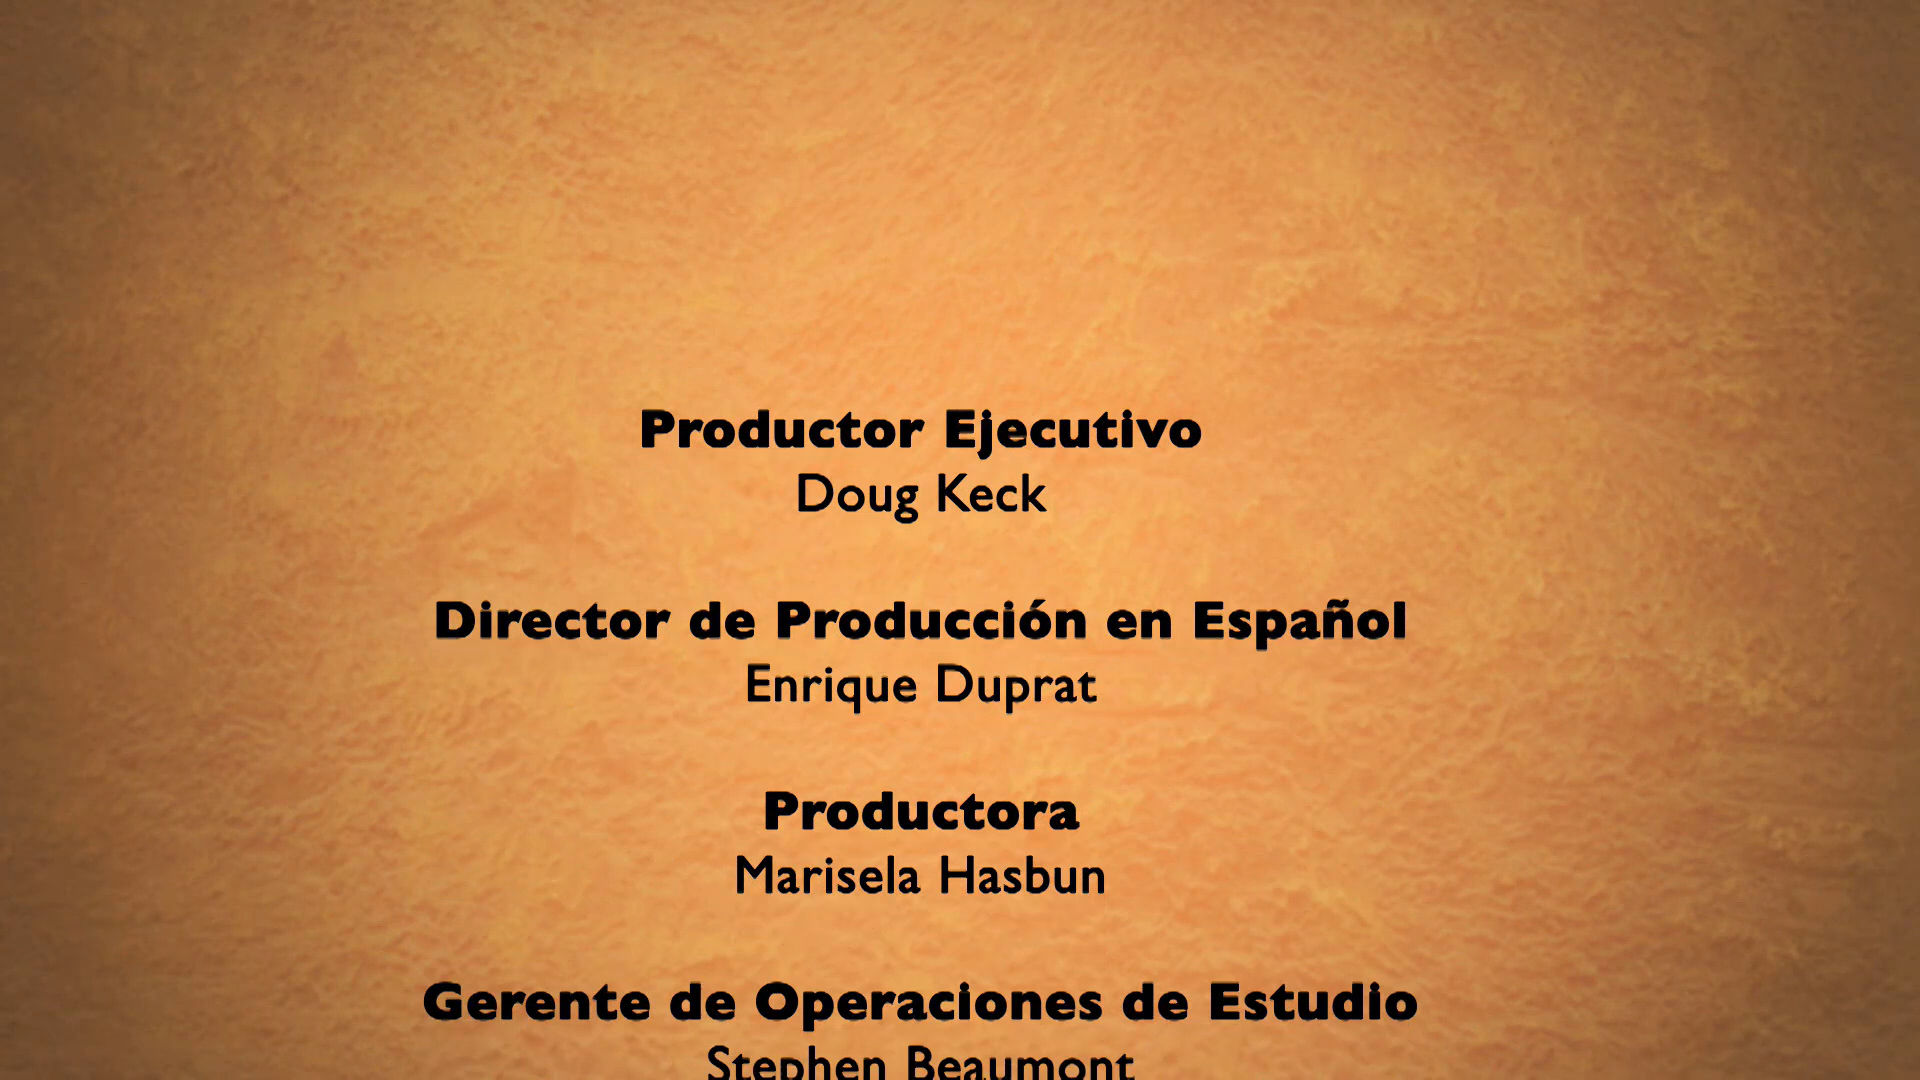 Productor Ejecutivo
Doug Keck
Director de Producción en Español
Enrique Duprat
Productora
Marisela Hasbun
Gerente de Operaciones de Estudio
Stephen Beaumont